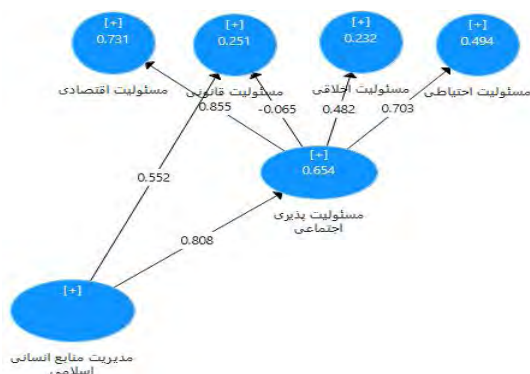 [+]
0.731
[+]
0.251
[+]
0.232
[+]
0.494
مسئولیت اقتصادی
مسئولیت قانونی
مسئولیت اخلاقی
مسئولیت احتیاطی
0.855
-0.065
0.482
0.703
[+]
0.654
0.552
مسئولیت پذیری
اجتماعی
0.808
[+]
مدیریت منابع انسانی
اسلامی